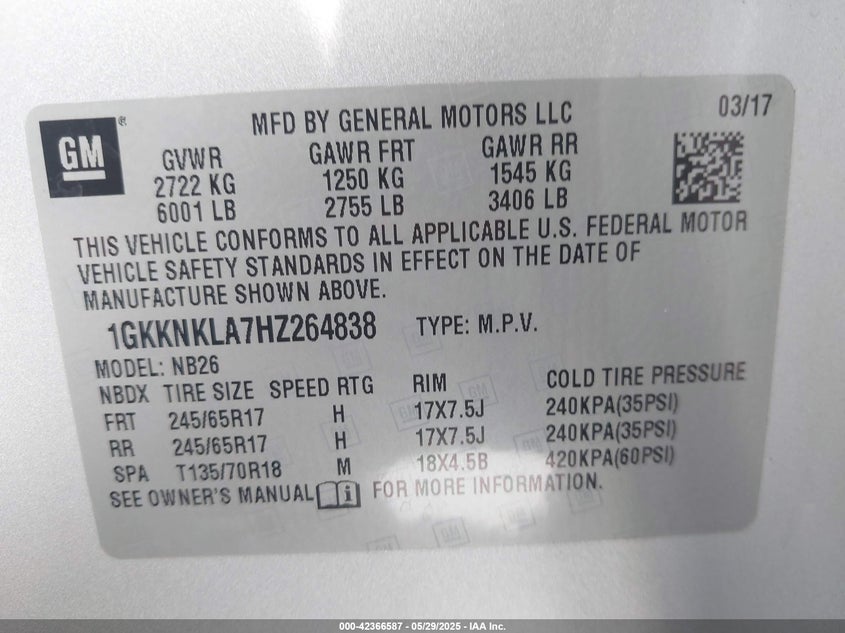 GM
MFD BY GENERAL MOTORS LLC 03/17
GVWR GAWR FRT GAWR RR
2722 KG 1250 KG 1545 KG
6001 LB 2755 LB 3406 LB
THIS VEHICLE CONFORMS TO ALL APPLICABLE U.S. FEDERAL MOTOR
VEHICLE SAFETY STANDARDS IN EFFECT ON THE DATE OF
MANUFACTURE SHOWN ABOVE.
1GKKNKLA7HZ264838 TYPE: M.P.V.
MODEL: NB26
NBDX TIRE SIZE SPEED RTG RIM COLD TIRE PRESSURE
FRT 245/65R17 H 17X7.5J 240KPA(35PSI)
RR 245/65R17 H 17X7.5J 240KPA(35PSI)
SPA T135/70R18 M 18X4.5B 420KPA(60PSI)
SEE OWNER'S MANUAL FOR MORE INFORMATION.
000-42366587 - 05/29/2025 - IAA Inc.